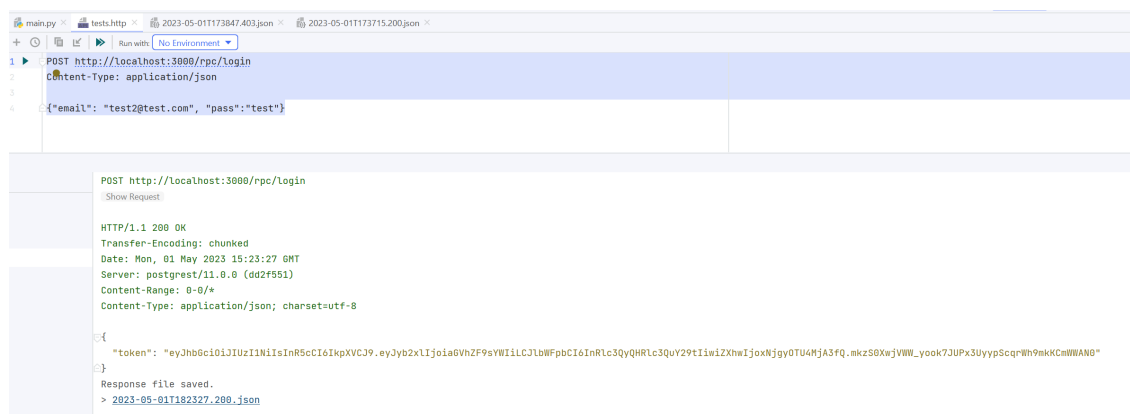 main.py × tests.http × 2023-05-01T173847.403.json × 2023-05-01T173715.200.json ×
Run with: No Environment
1 POST http://localhost:3000/rpc/login
2 Content-Type: application/json
3
4 {"email": "test2@test.com", "pass":"test"}
POST http://localhost:3000/rpc/login
Show Request
HTTP/1.1 200 OK
Transfer-Encoding: chunked
Date: Mon, 01 May 2023 15:23:27 GMT
Server: postgrest/11.0.0 (dd2f551)
Content-Range: 0-0/*
Content-Type: application/json; charset=utf-8
{
"token": "eyJhbGciOiJIUzI1NiIsInR5cCI6IkpXVCJ9.eyJyb2xlIjoiaGVhZF9sYWIiLCJlbWFpbCI6InRlc3QyQHRlc3QuY29tIiwiZXhwIjoxNjgyOTU4MjA3fQ.mkzS0XwjVWW_yook7JUPx3UyypScqrWh9mkKCmWWAN0"
}
Response file saved.
> 2023-05-01T182327.200.json